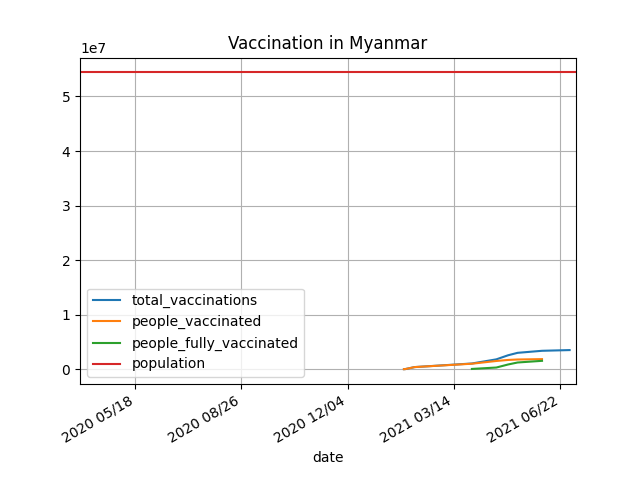 Vaccination in Myanmar
1e7
5
4
3
2
1
0
total_vaccinations
people_vaccinated
people_fully_vaccinated
population
2020 05/18
2020 08/26
2020 12/04
2021 03/14
2021 06/22
date